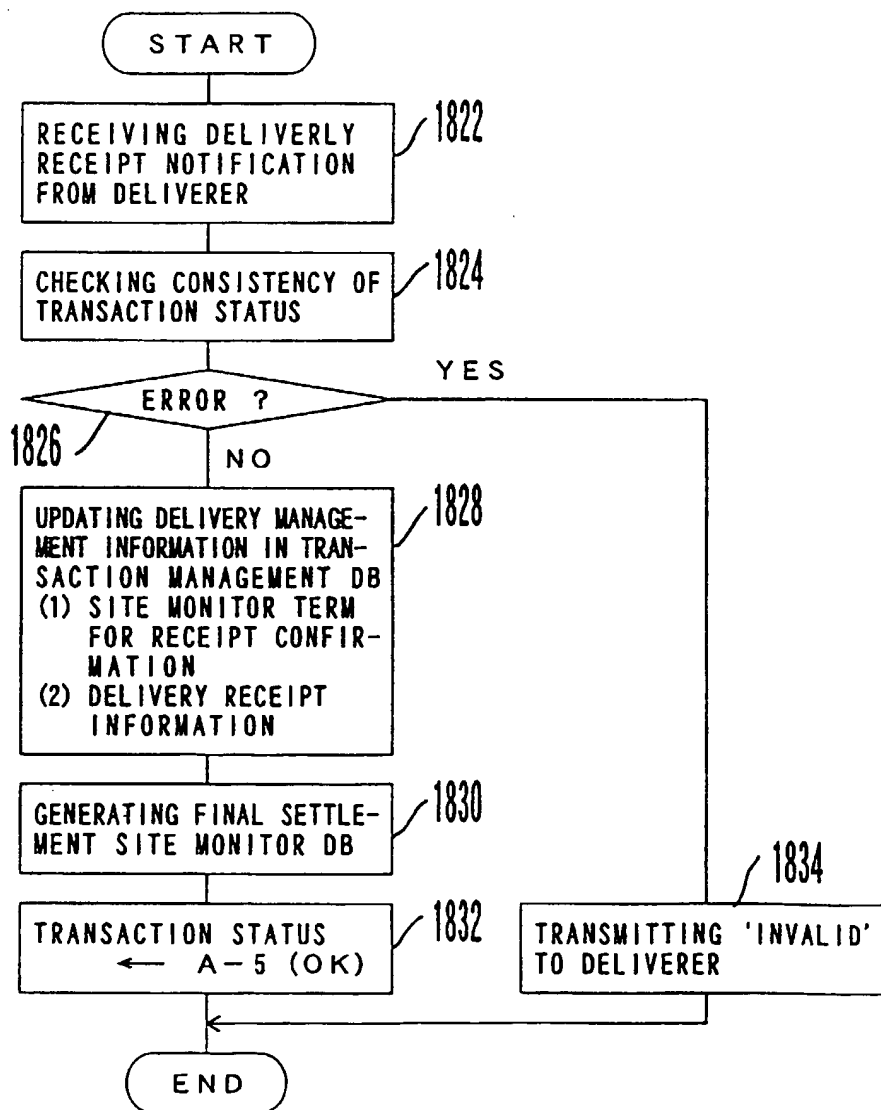 START
RECEIVING DELIVERLY
RECEIPT NOTIFICATION
FROM DELIVERER
1822
CHECKING CONSISTENCY OF
TRANSACTION STATUS
1824
ERROR ?
YES
1826
NO
UPDATING DELIVERY MANAGE-
MENT INFORMATION IN TRAN-
SACTION MANAGEMENT DB
(1) SITE MONITOR TERM
FOR RECEIPT CONFIR-
MATION
(2) DELIVERY RECEIPT
INFORMATION
1828
GENERATING FINAL SETTLE-
MENT SITE MONITOR DB
1830
TRANSACTION STATUS
← A-5 (OK)
1832
TRANSMITTING 'INVALID'
TO DELIVERER
1834
END